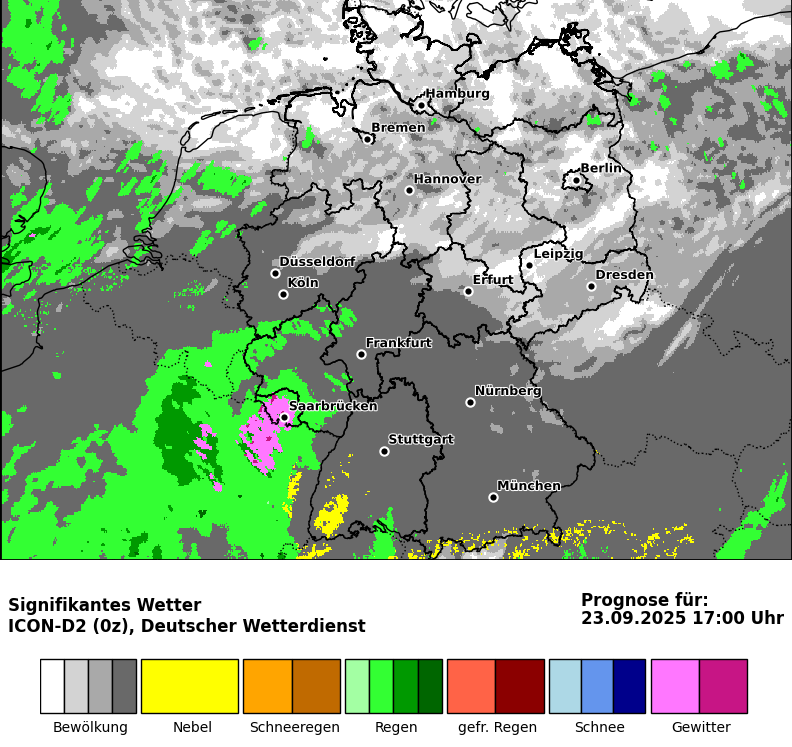 Hamburg
Bremen
Berlin
Hannover
Leipzig
Düsseldorf
Dresden
Köln
Erfurt
Frankfurt
Nürnberg
Saarbrücken
Stuttgart
München
Signifikantes Wetter
ICON-D2 (0z), Deutscher Wetterdienst
Prognose für:
23.09.2025 17:00 Uhr
Bewölkung Nebel Schneeregen Regen gefr. Regen Schnee Gewitter